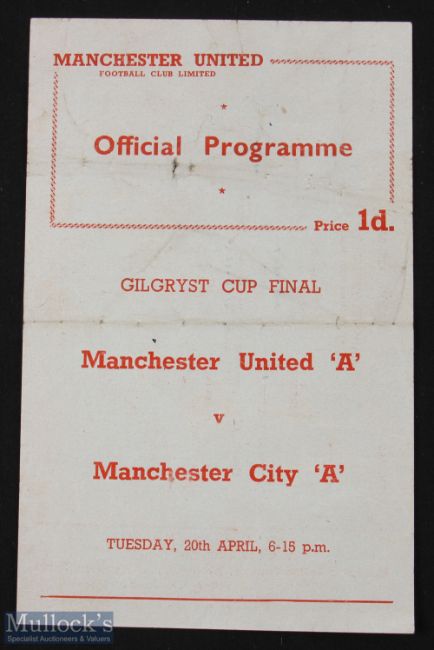 MANCHESTER UNITED
FOOTBALL CLUB LIMITED
Official Programme
Price 1d.
GILGRYST CUP FINAL
Manchester United 'A'
v
Manchester City 'A'
TUESDAY, 20th APRIL, 6-15 p.m.
Mullock's
Specialist Auctioneers & Valuers